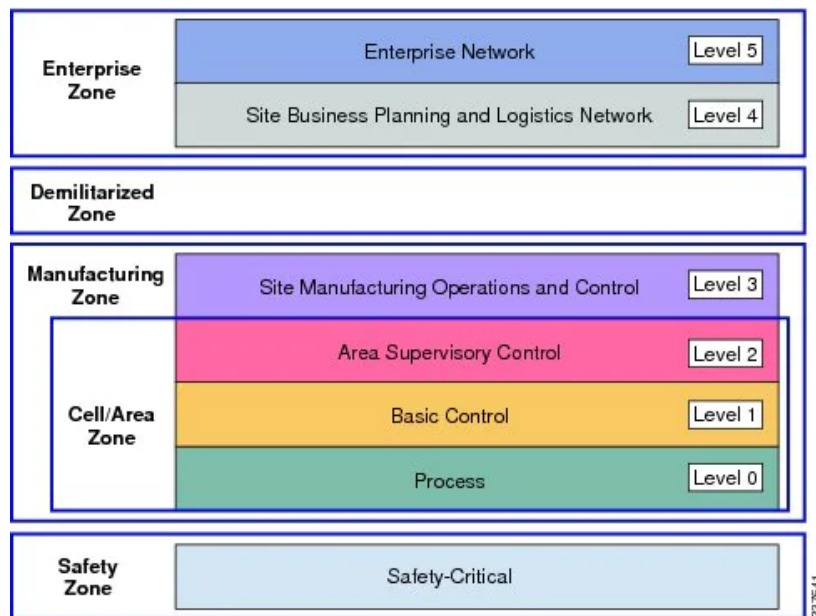 Enterprise
Zone
Enterprise Network
Level 5
Site Business Planning and Logistics Network
Level 4
Demilitarized
Zone
Manufacturing
Zone
Site Manufacturing Operations and Control
Level 3
Cell/Area
Zone
Area Supervisory Control
Level 2
Basic Control
Level 1
Process
Level 0
Safety
Zone
Safety-Critical